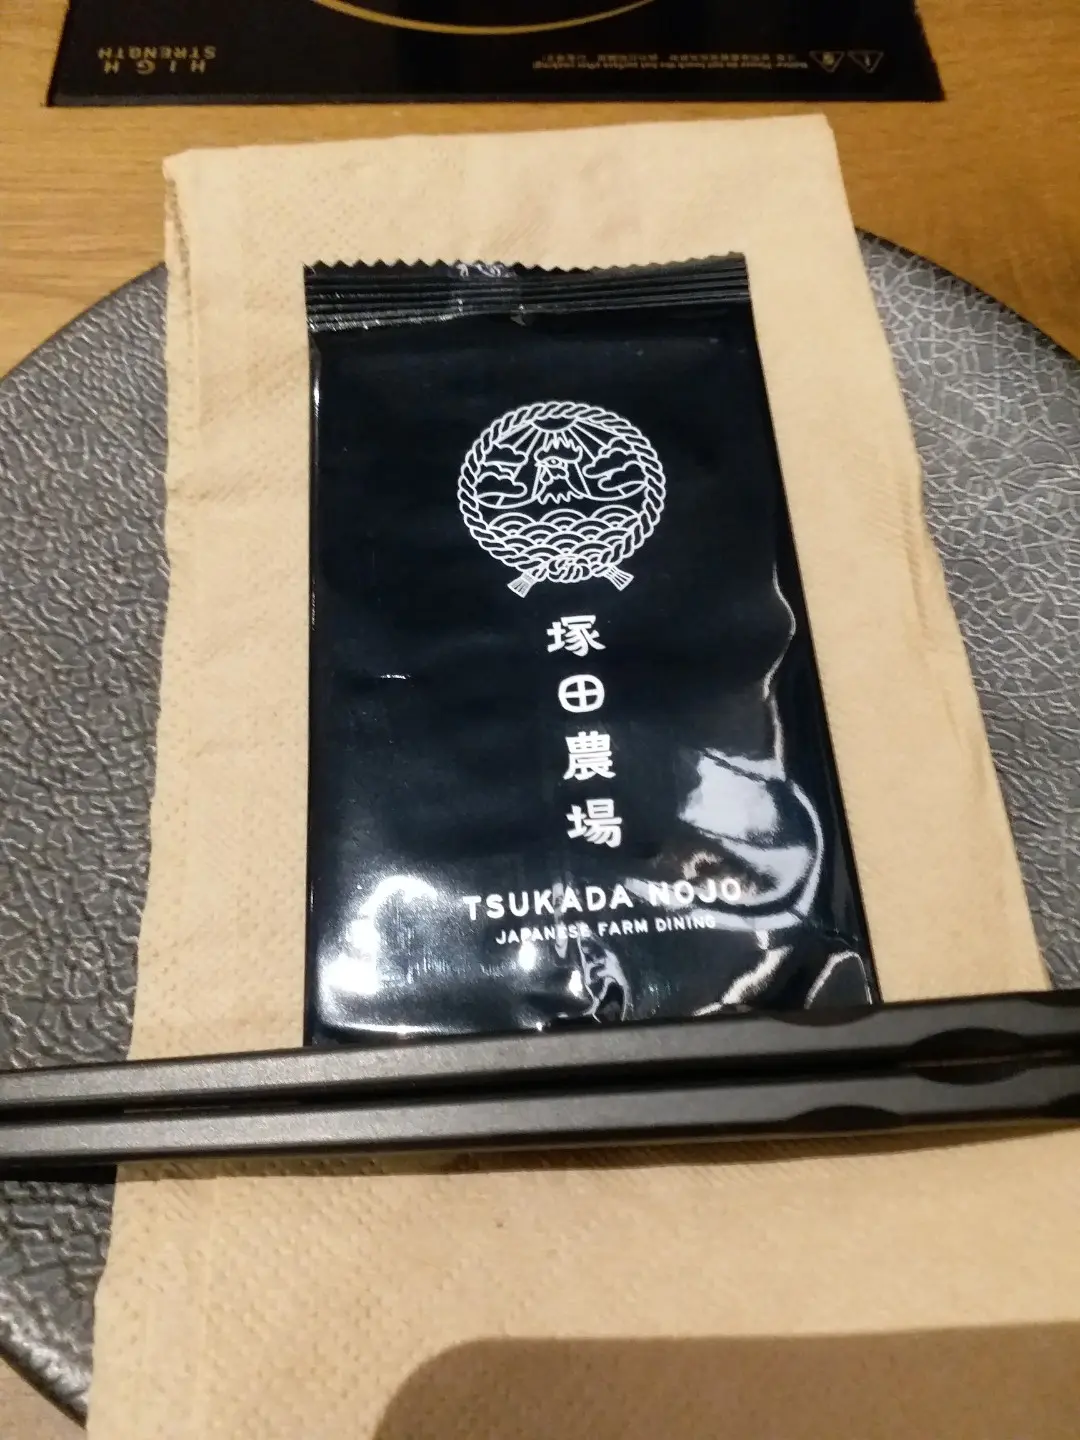 HIGH
STRENGTH
塚田農場
TSUKADA NOJO
JAPANESE FARM DINING